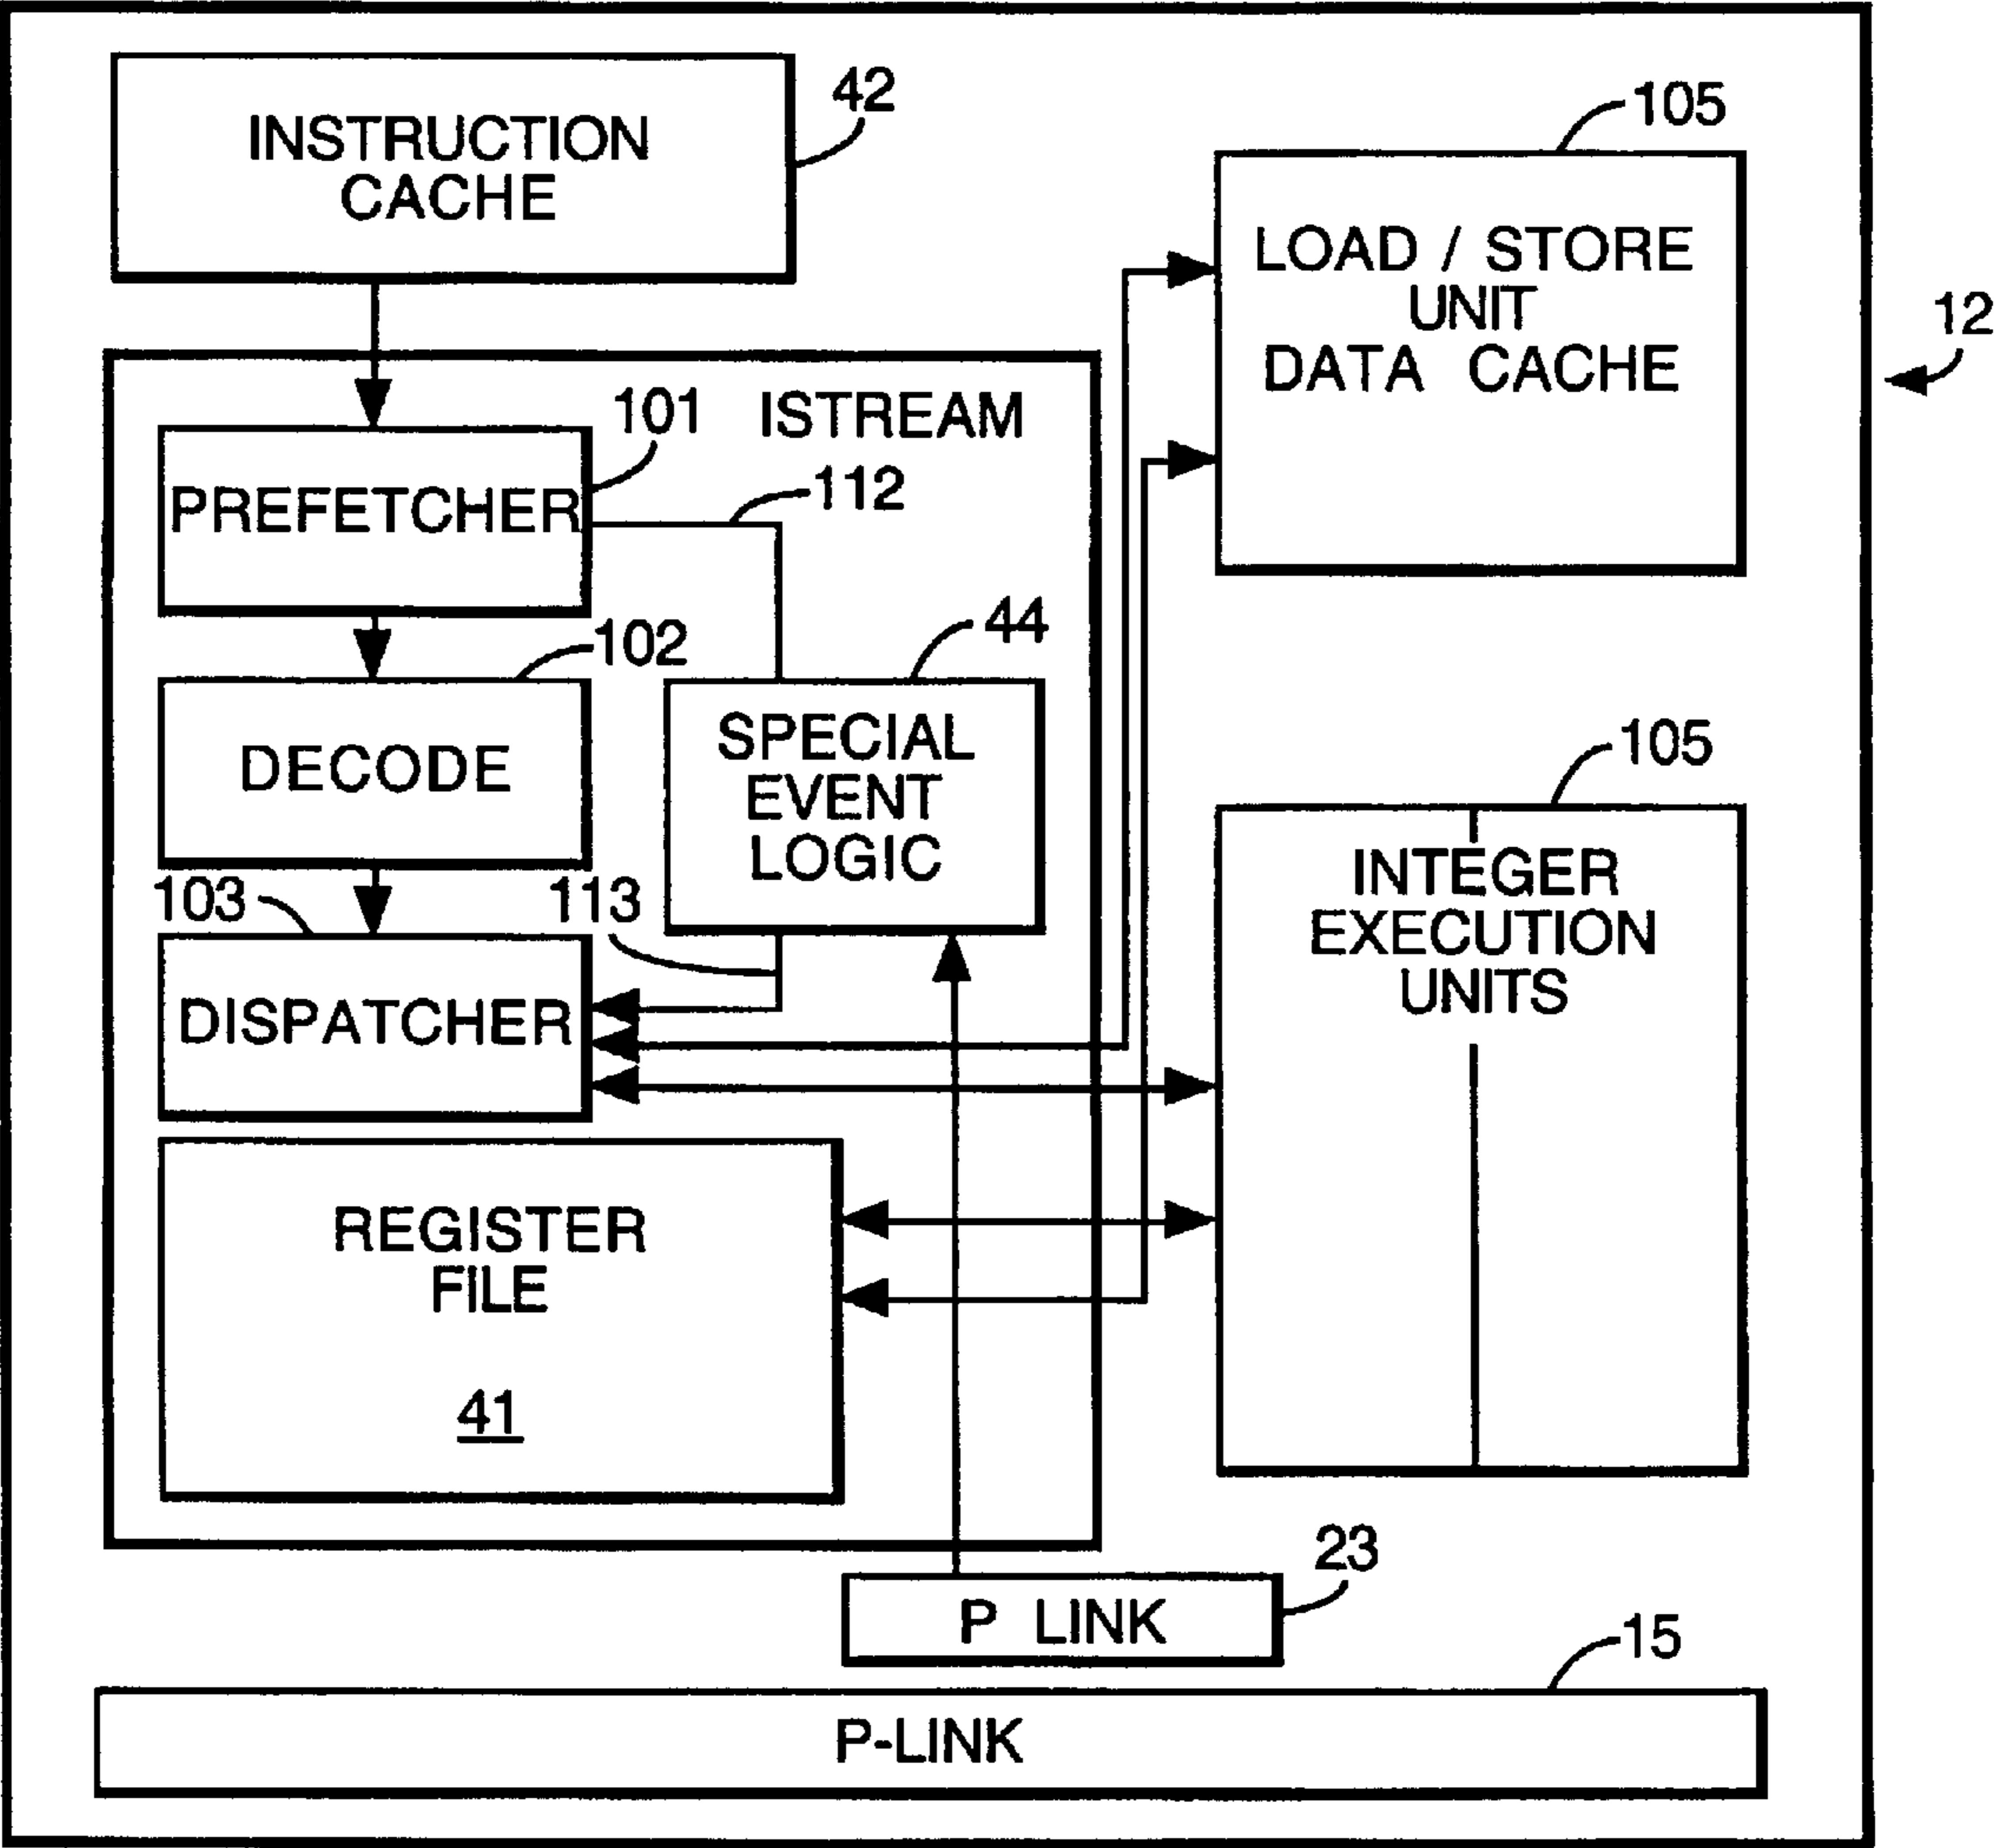 INSTRUCTION
CACHE
42
105
LOAD / STORE
UNIT
DATA CACHE
12
ISTREAM
101
PREFETCHER
112
102
DECODE
44
SPECIAL
EVENT
LOGIC
105
INTEGER
EXECUTION
UNITS
103
113
DISPATCHER
REGISTER
FILE
41
23
P LINK
15
P-LINK